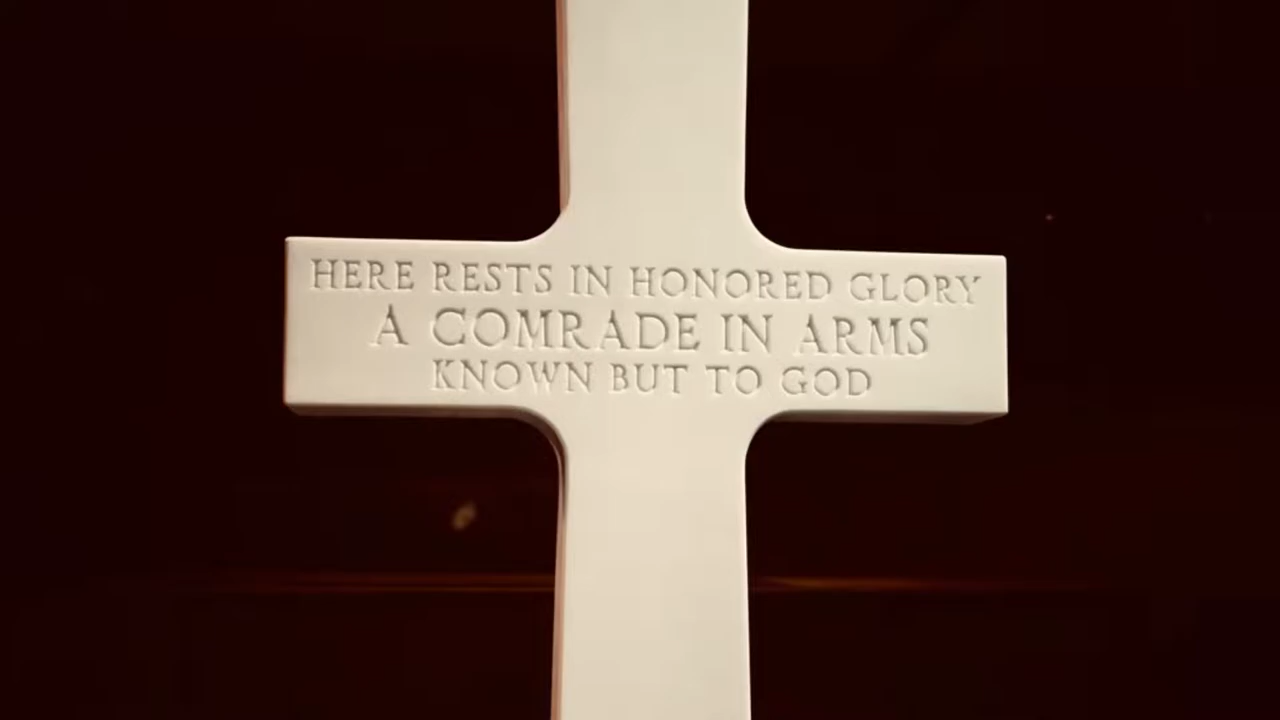 HERE RESTS IN HONORED GLORY
A COMRADE IN ARMS
KNOWN BUT TO GOD